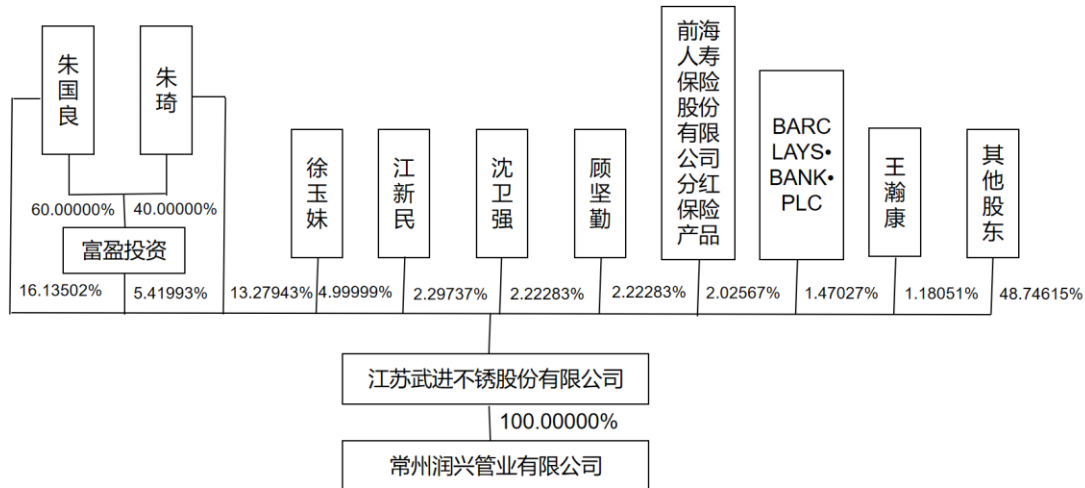 朱国良
朱琦
徐玉妹
江新民
沈卫强
顾坚勤
前海人寿保险股份有限公司分红保险产品
BARC
LAYS•
BANK•
PLC
王瀚康
其他股东
60.00000%
40.00000%
富盈投资
16.13502%
5.41993%
13.27943%
4.99999%
2.29737%
2.22283%
2.22283%
2.02567%
1.47027%
1.18051%
48.74615%
江苏武进不锈股份有限公司
100.00000%
常州润兴管业有限公司